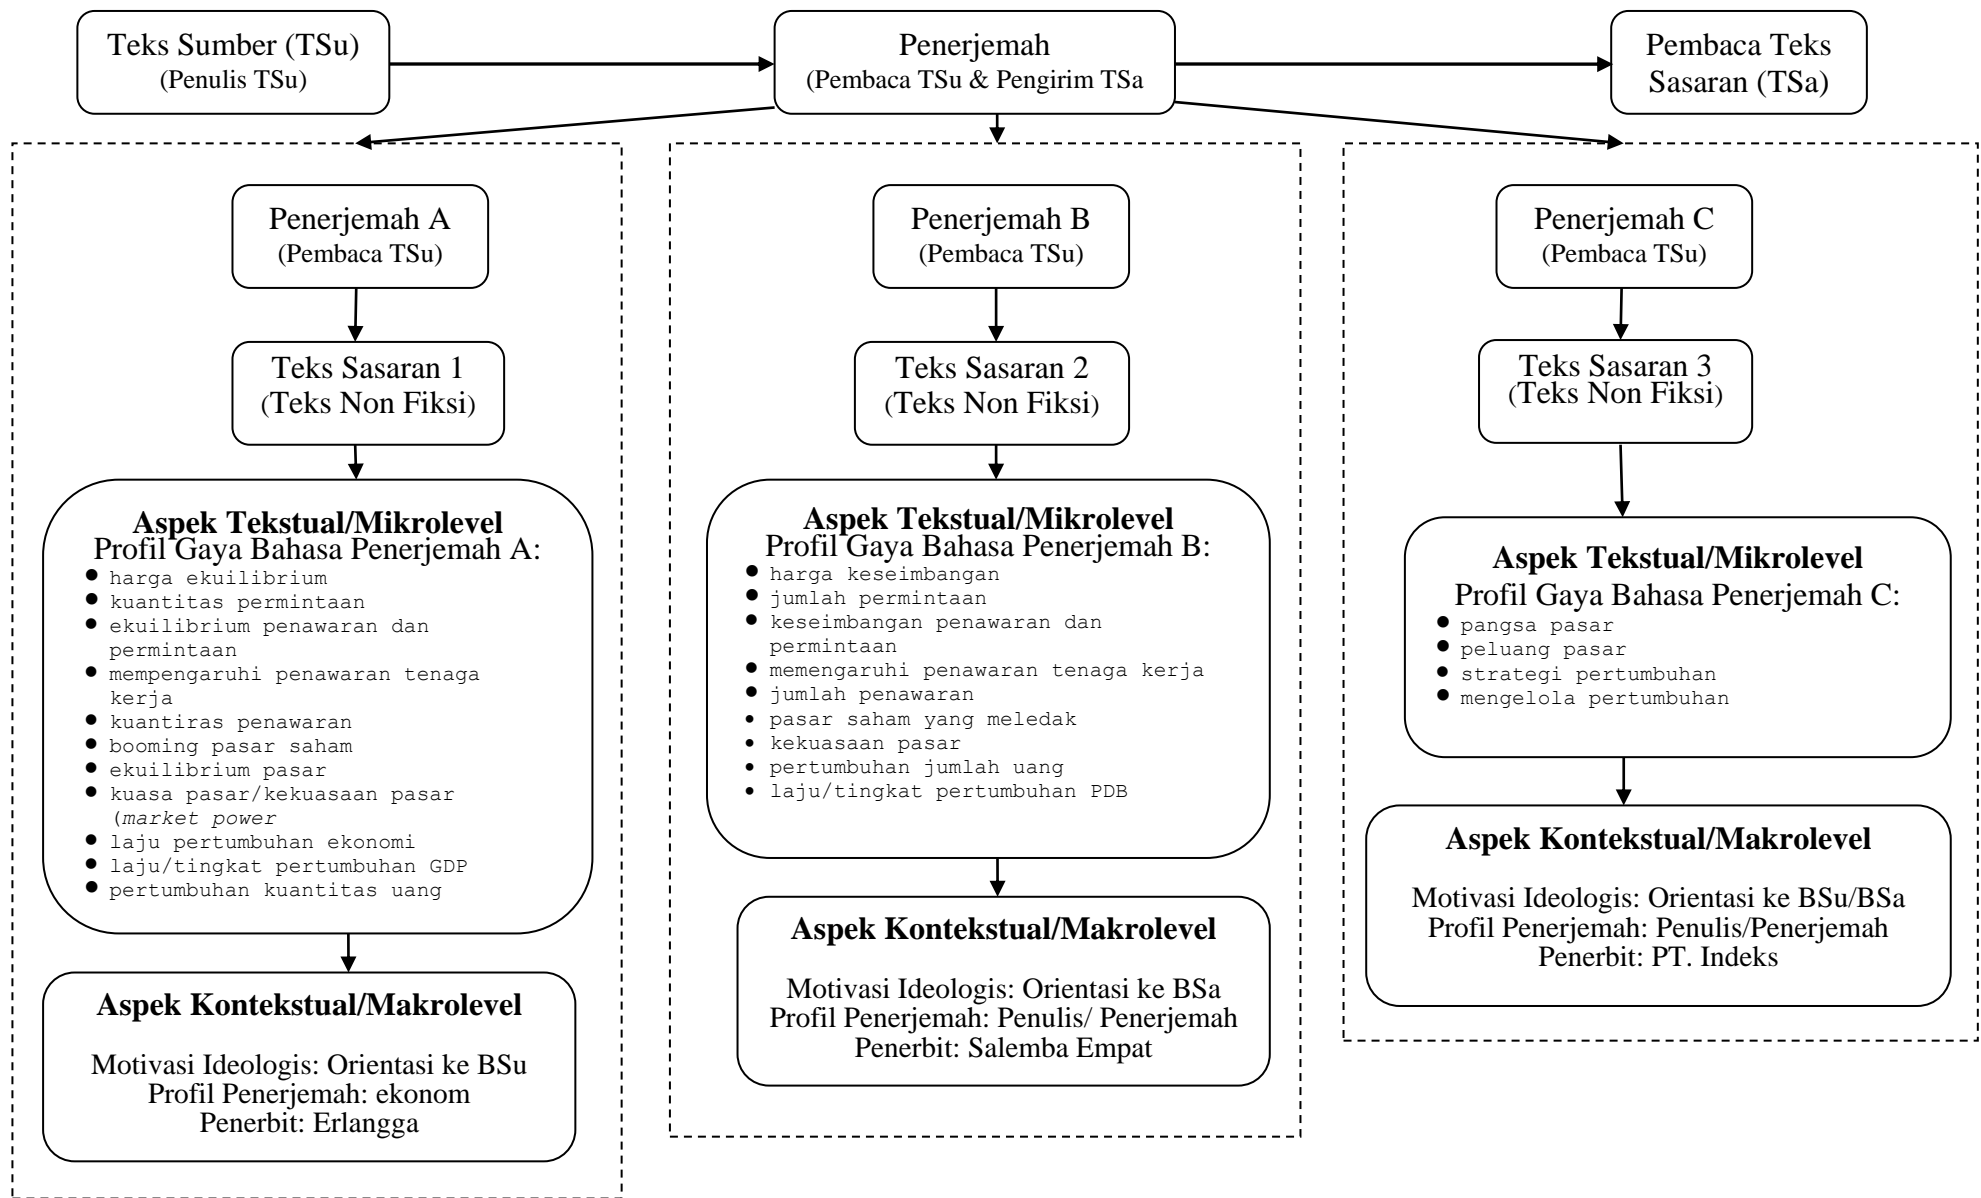 Teks Sumber (TSu)
(Penulis TSu)
Penerjemah
(Pembaca TSu & Pengirim TSa
Pembaca Teks
Sasaran (TSa)
Penerjemah A
(Pembaca TSu)
Teks Sasaran 1
(Teks Non Fiksi)
Aspek Tekstual/Mikrolevel
Profil Gaya Bahasa Penerjemah A:
● harga ekuilibrium
● kuantitas permintaan
● ekuilibrium penawaran dan
permintaan
● mempengaruhi penawaran tenaga
kerja
● kuantiras penawaran
● booming pasar saham
● ekuilibrium pasar
● kuasa pasar/kekuasaan pasar
(market power
● laju pertumbuhan ekonomi
● laju/tingkat pertumbuhan GDP
● pertumbuhan kuantitas uang
Aspek Kontekstual/Makrolevel
Motivasi Ideologis: Orientasi ke BSu
Profil Penerjemah: ekonom
Penerbit: Erlangga
Penerjemah B
(Pembaca TSu)
Teks Sasaran 2
(Teks Non Fiksi)
Aspek Tekstual/Mikrolevel
Profil Gaya Bahasa Penerjemah B:
● harga keseimbangan
● jumlah permintaan
● keseimbangan penawaran dan
permintaan
● memengaruhi penawaran tenaga kerja
● jumlah penawaran
• pasar saham yang meledak
• kekuasaan pasar
• pertumbuhan jumlah uang
• laju/tingkat pertumbuhan PDB
Aspek Kontekstual/Makrolevel
Motivasi Ideologis: Orientasi ke BSa
Profil Penerjemah: Penulis/ Penerjemah
Penerbit: Salemba Empat
Penerjemah C
(Pembaca TSu)
Teks Sasaran 3
(Teks Non Fiksi)
Aspek Tekstual/Mikrolevel
Profil Gaya Bahasa Penerjemah C:
● pangsa pasar
● peluang pasar
● strategi pertumbuhan
● mengelola pertumbuhan
Aspek Kontekstual/Makrolevel
Motivasi Ideologis: Orientasi ke BSu/BSa
Profil Penerjemah: Penulis/Penerjemah
Penerbit: PT. Indeks